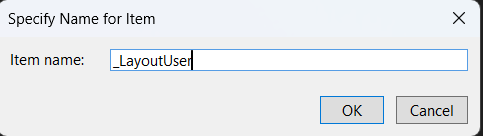 Specify Name for Item
Item name: _LayoutUser
OK Cancel